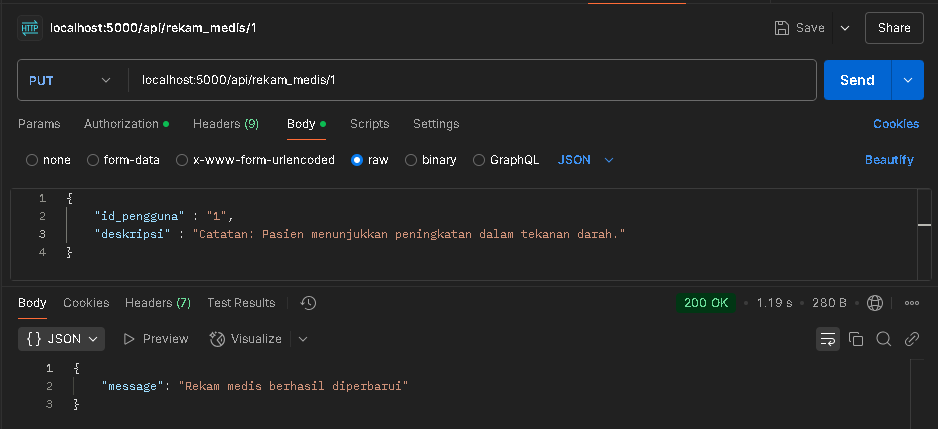 HTTP localhost:5000/api/rekam_medis/1 Save Share
PUT localhost:5000/api/rekam_medis/1 Send
Params Authorization Headers (9) Body Scripts Settings Cookies
none form-data x-www-form-urlencoded raw binary GraphQL JSON Beautify
1 {
2 "id_pengguna" : "1",
3 "deskripsi" : "Catatan: Pasien menunjukkan peningkatan dalam tekanan darah."
4 }
Body Cookies Headers (7) Test Results 200 OK • 1.19 s • 280 B
{} JSON Preview Visualize
1 {
2 "message": "Rekam medis berhasil diperbarui"
3 }